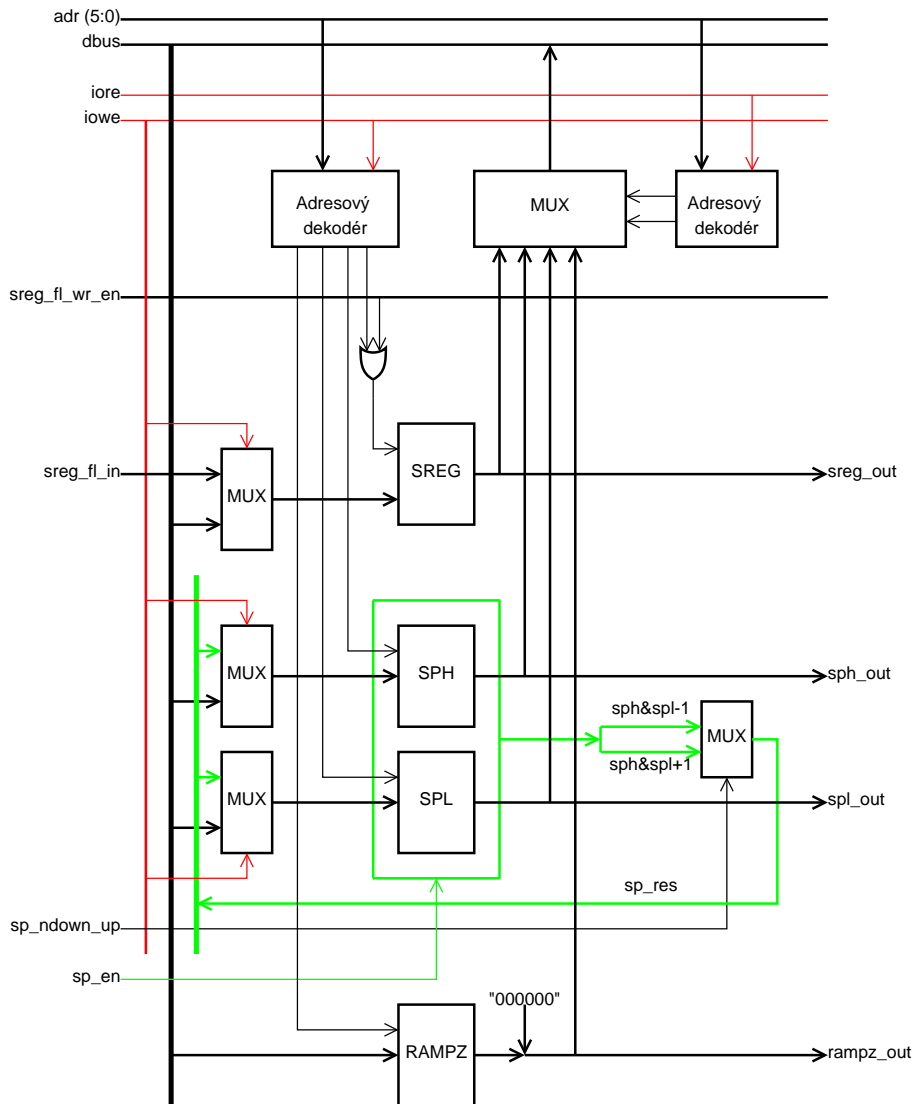 adr (5:0)
dbus
iore
iowe
Adresový
dekodér
MUX
Adresový
dekodér
sreg_fl_wr_en
sreg_fl_in
MUX
SREG
sreg_out
MUX
SPH
sph_out
sph&spl-1
MUX
sph&spl+1
MUX
SPL
spl_out
sp_res
sp_ndown_up
sp_en
"000000"
RAMPZ
rampz_out